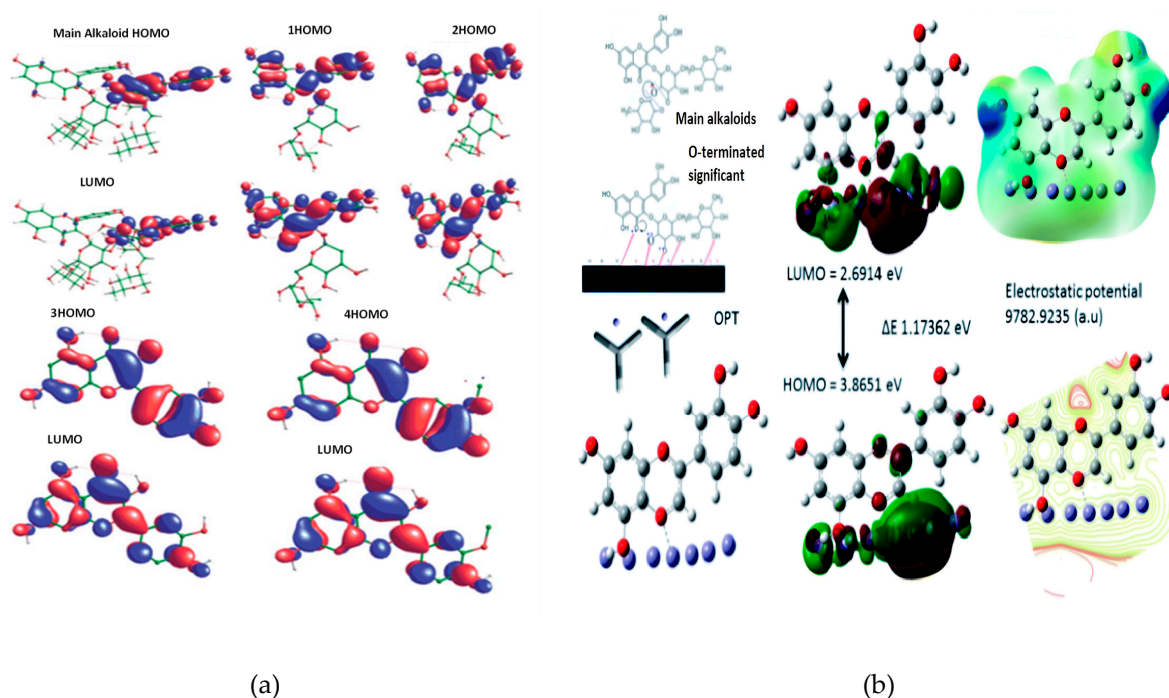 Main Alkaloid HOMO
1HOMO
2HOMO
LUMO
3HOMO
4HOMO
LUMO
LUMO
(a)
(b)
Main alkaloids
O-terminated
significant
OPT
LUMO = 2.6914 eV
ΔE 1.17362 eV
HOMO = 3.8651 eV
Electrostatic potential
9782.9235 (a.u)